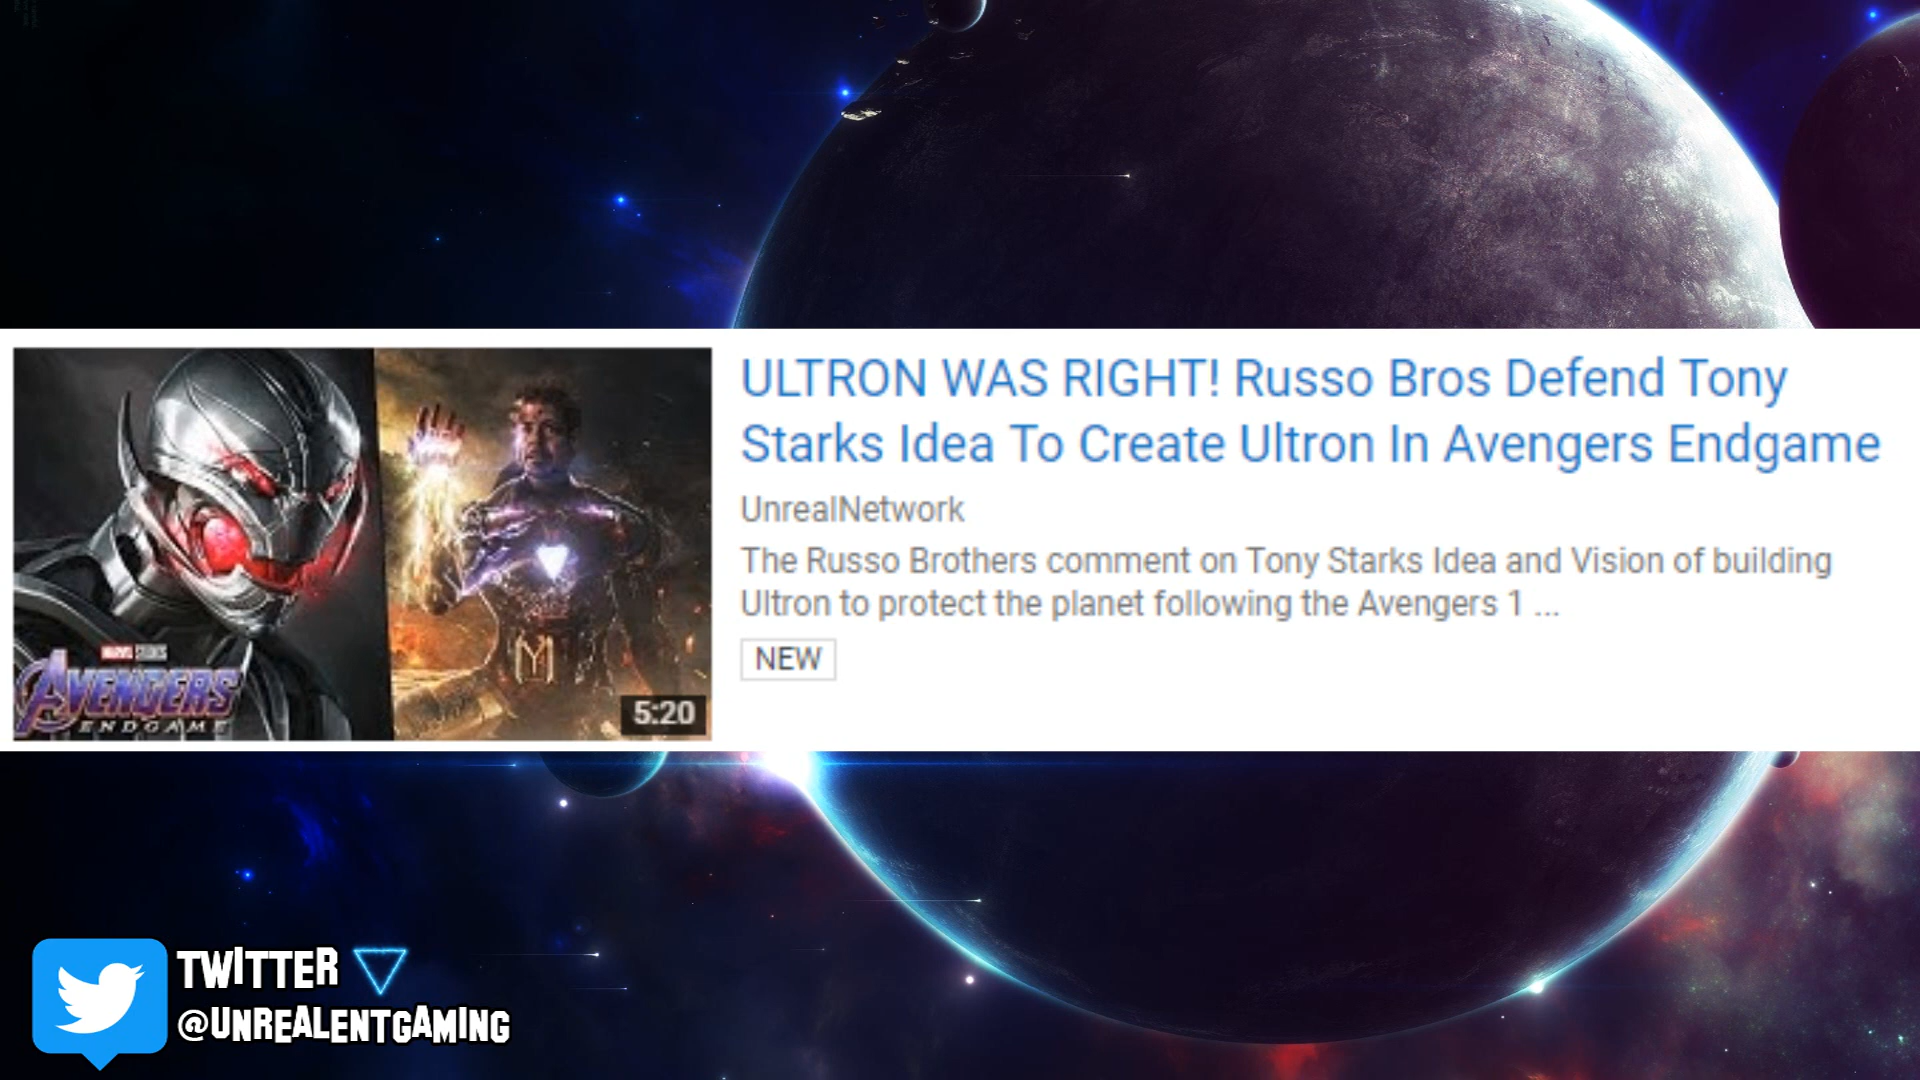 ULTRON WAS RIGHT! Russo Bros Defend Tony
Starks Idea To Create Ultron In Avengers Endgame
UnrealNetwork
The Russo Brothers comment on Tony Starks Idea and Vision of building
Ultron to protect the planet following the Avengers 1 ...
NEW
MARVEL STUDIOS
AVENGERS
ENDGAME
5:20
TWITTER
@UNREALENTGAMING